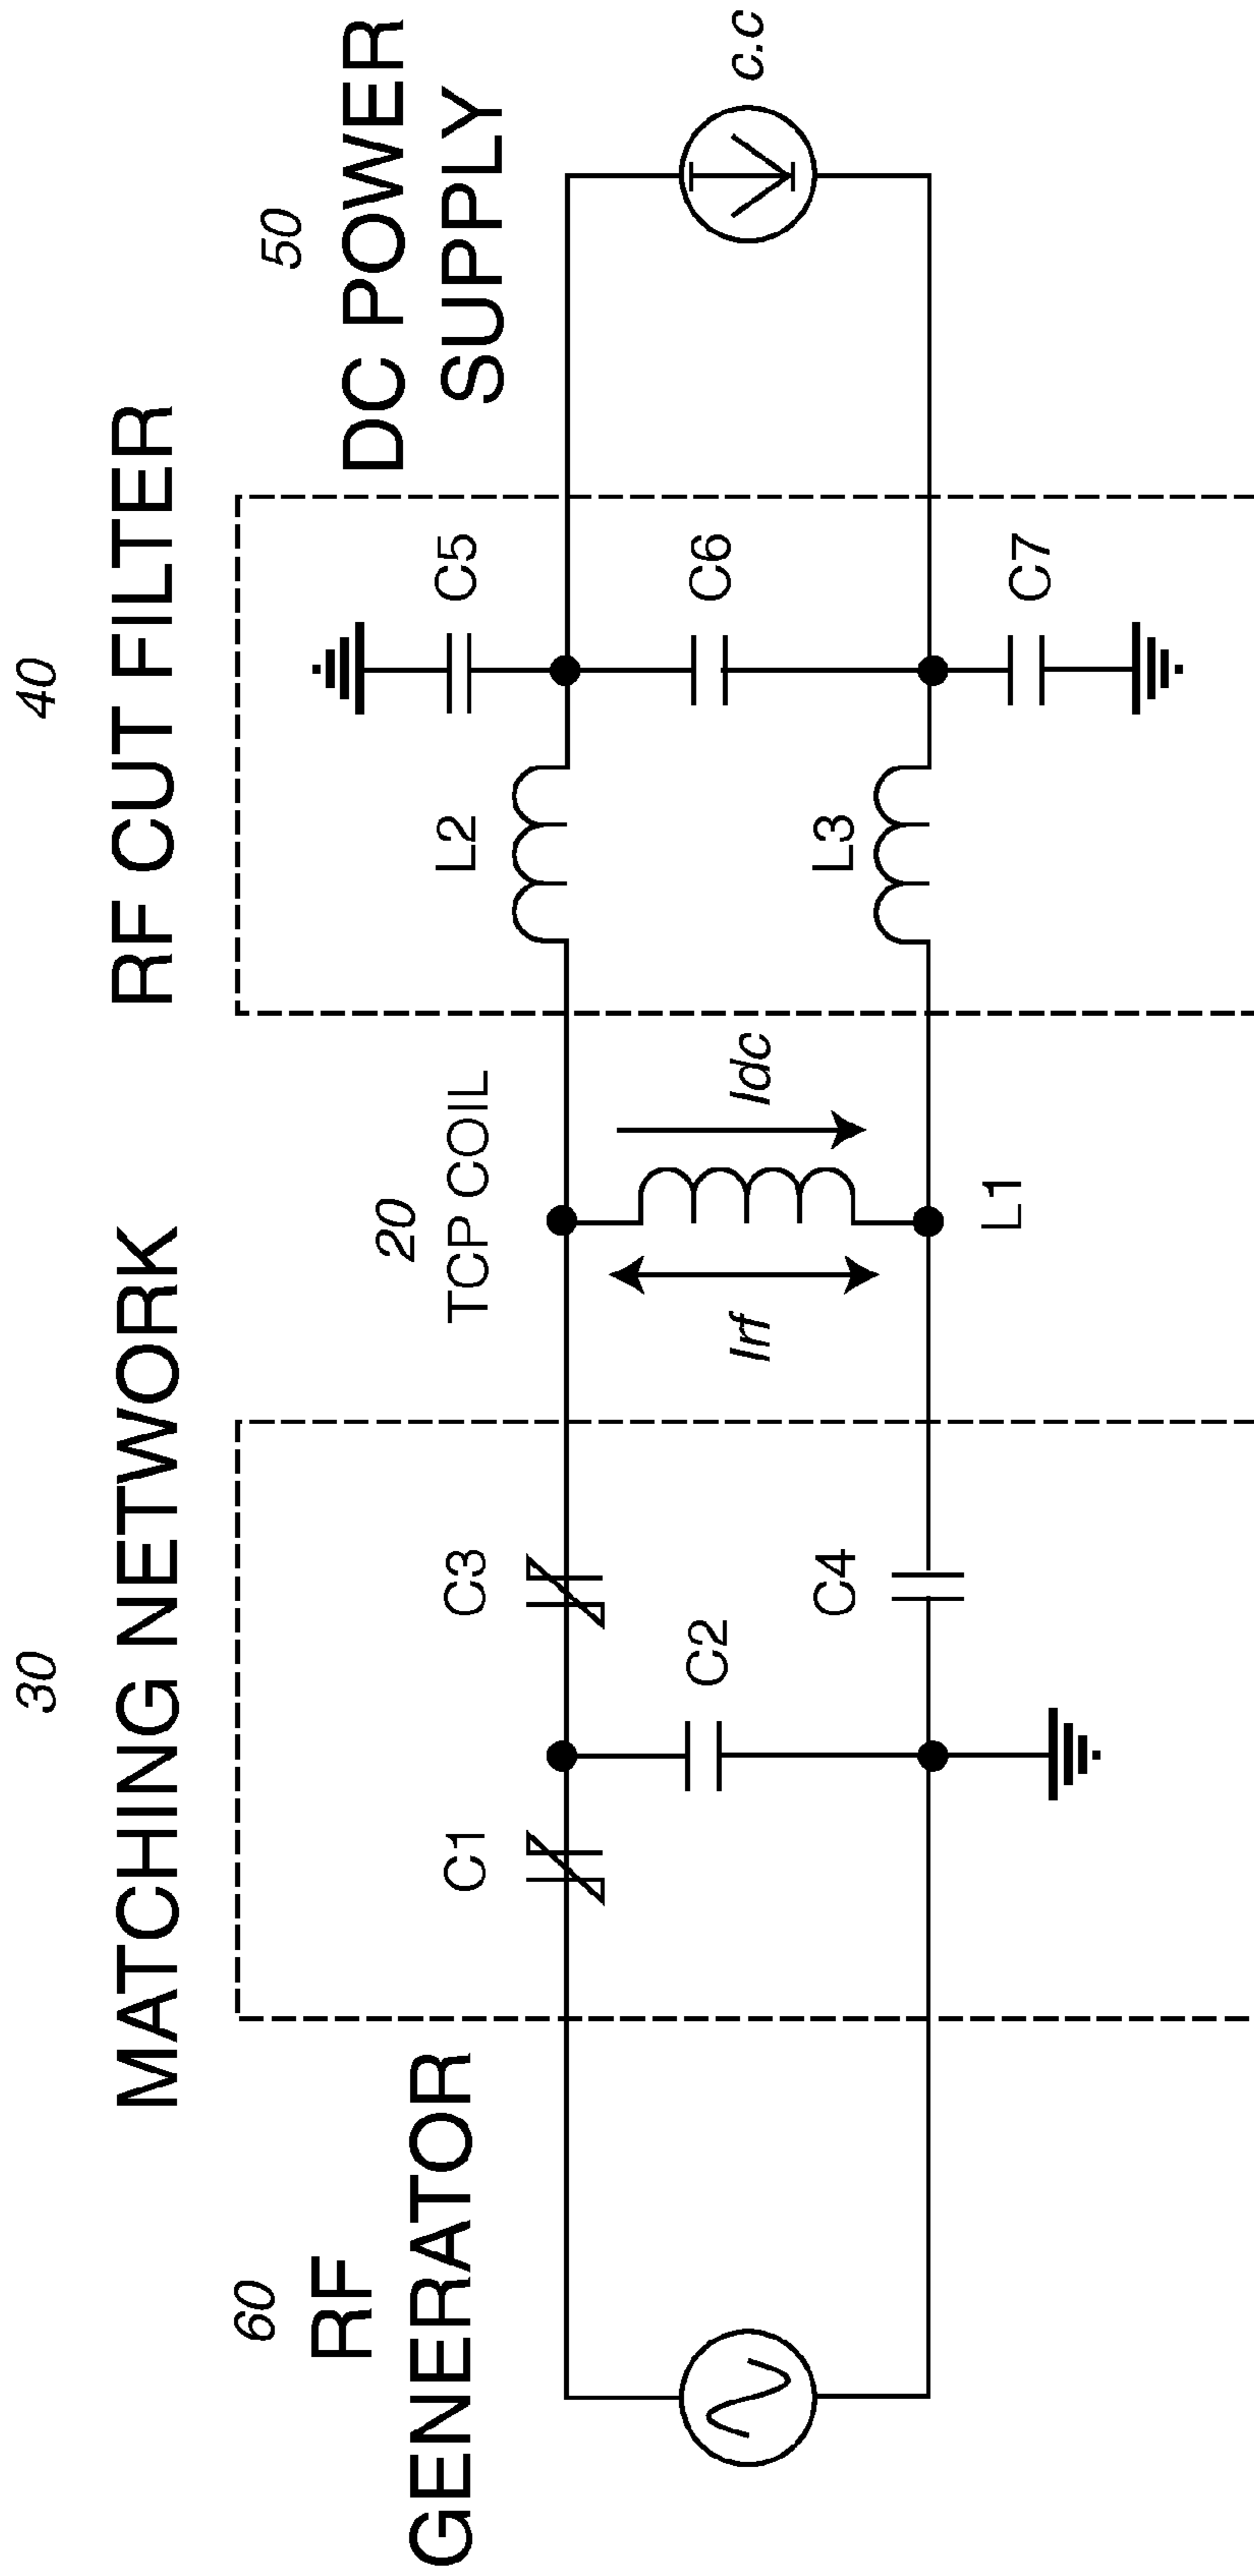 60
RF
GENERATOR
30
MATCHING NETWORK
C1
C2
C3
C4
20
TCP COIL
Irf
Idc
L1
40
RF CUT FILTER
L2
L3
C5
C6
C7
50
DC POWER
SUPPLY
c.c